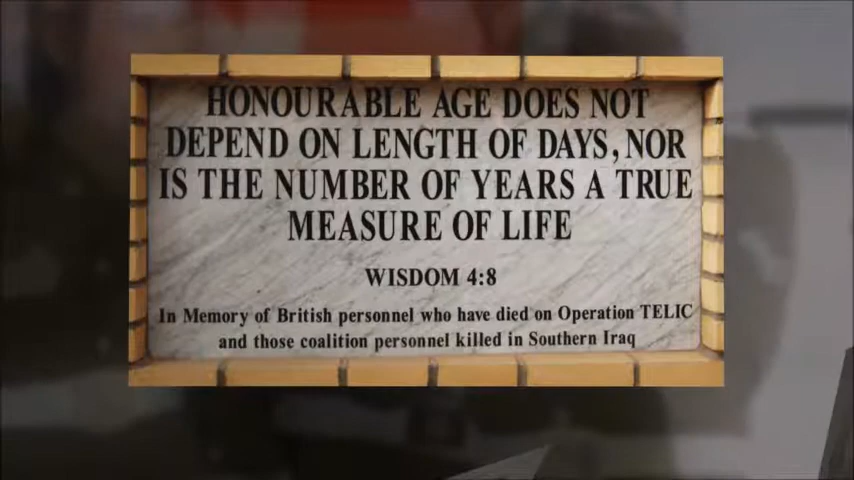 HONOURABLE AGE DOES NOT
DEPEND ON LENGTH OF DAYS, NOR
IS THE NUMBER OF YEARS A TRUE
MEASURE OF LIFE
WISDOM 4:8
In Memory of British personnel who have died on Operation TELIC
and those coalition personnel killed in Southern Iraq